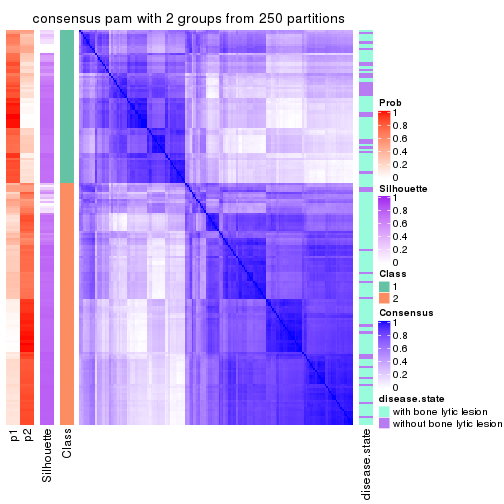 consensus pam with 2 groups from 250 partitions
Prob
1
0.8
0.6
0.4
0.2
0
Silhouette
1
0.8
0.6
0.4
0.2
0
Class
1
2
Consensus
1
0.8
0.6
0.4
0.2
0
disease.state
with bone lytic lesion
without bone lytic lesion
p1
p2
Silhouette
Class
disease.state